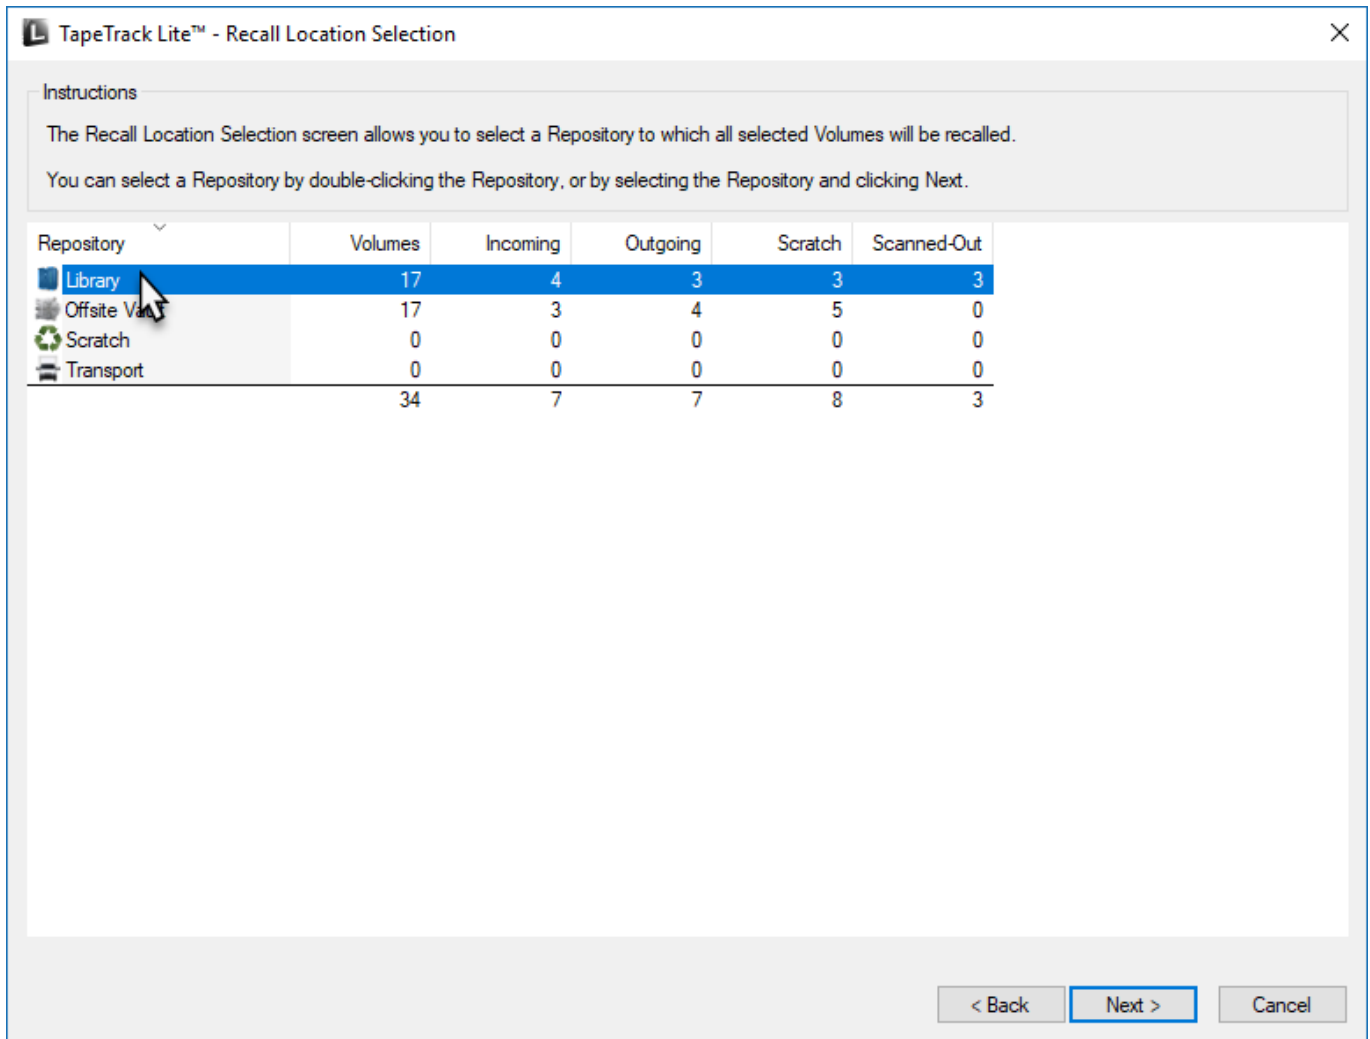 TapeTrack Lite™ - Recall Location Selection
Instructions
The Recall Location Selection screen allows you to select a Repository to which all selected Volumes will be recalled.
You can select a Repository by double-clicking the Repository, or by selecting the Repository and clicking Next.
Repository Volumes Incoming Outgoing Scratch Scanned-Out
Library 17 4 3 3 3
Offsite 17 3 4 5 0
Scratch 0 0 0 0 0
Transport 0 0 0 0 0
34 7 7 8 3
< Back Next > Cancel